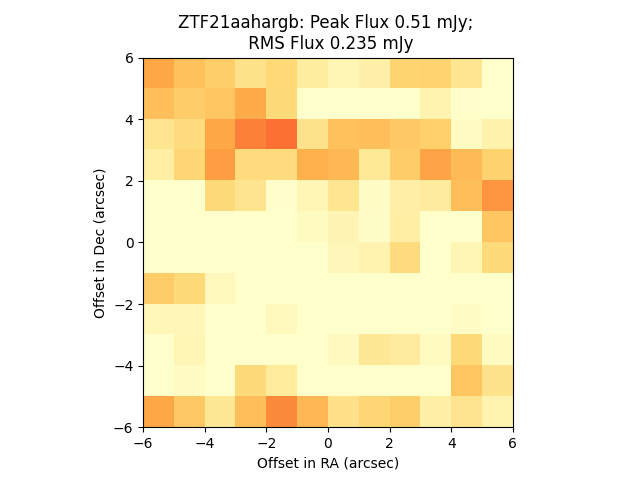 ZTF21aahargb: Peak Flux 0.51 mJy;
RMS Flux 0.235 mJy
6
4
2
0
−2
−4
−6
Offset in Dec (arcsec)
−6 −4 −2 0 2 4 6
Offset in RA (arcsec)